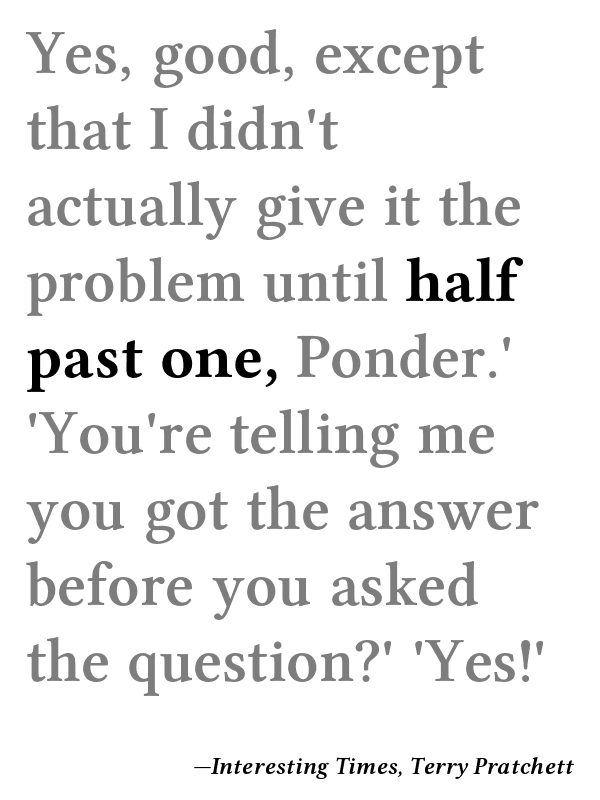 Yes, good, except
that I didn't
actually give it the
problem until half
past one, Ponder.'
'You're telling me
you got the answer
before you asked
the question?' 'Yes!'
—Interesting Times, Terry Pratchett